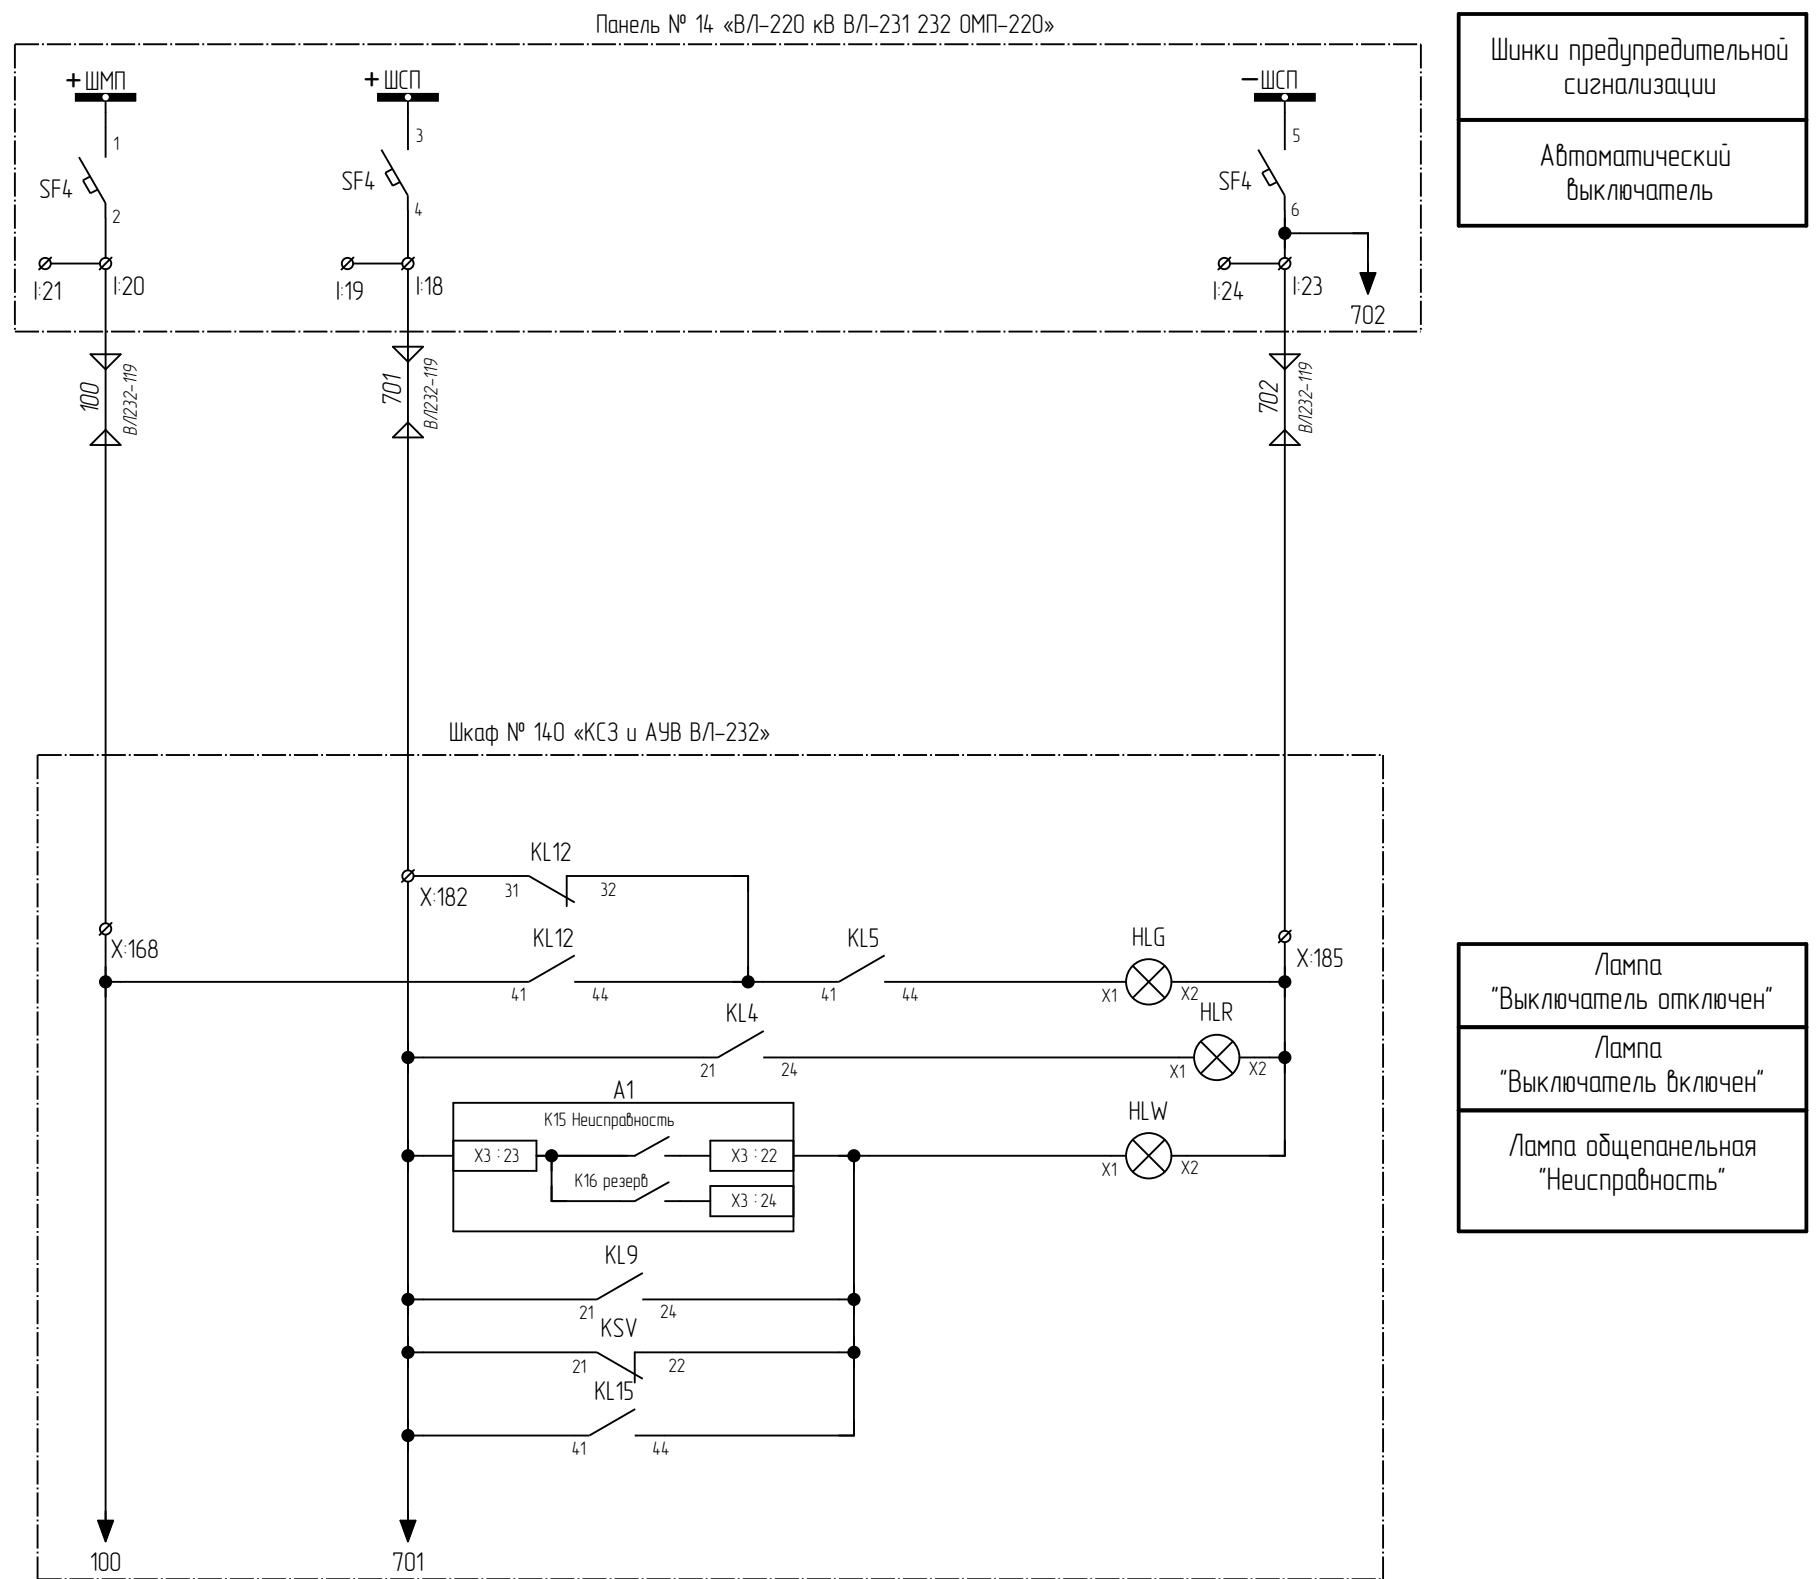 Панель № 14 «ВЛ-220 кВ ВЛ-231 232 ОМП-220»
Шинки предупредительной
сигнализации
Автоматический
выключатель
+ШМП
+ШСП
-ШСП
1
3
5
SF4
SF4
SF4
2
4
6
I:21
I:20
I:19
I:18
I:24
I:23
702
100
ВЛ232-119
701
ВЛ232-119
702
ВЛ232-119
Шкаф № 140 «КСЗ и АУВ ВЛ-232»
KL12
31
32
X:182
X:168
KL12
KL5
HLG
X:185
41
44
41
44
X1
X2
KL4
HLR
21
24
X1
X2
A1
K15 Неисправность
HLW
X3 : 23
X3 : 22
X1
X2
K16 резерв
X3 : 24
KL9
21
24
KSV
21
22
KL15
41
44
100
701
Лампа
"Выключатель отключен"
Лампа
"Выключатель включен"
Лампа общепанельная
"Неисправность"